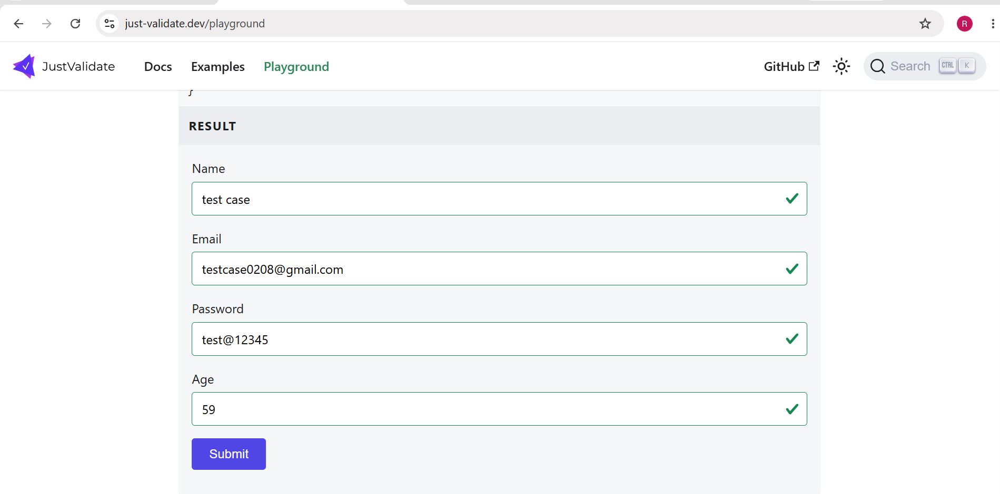 just-validate.dev/playground
R
JustValidate Docs Examples Playground GitHub Search CTRL K
}
RESULT
Name
test case
Email
testcase0208@gmail.com
Password
test@12345
Age
59
Submit